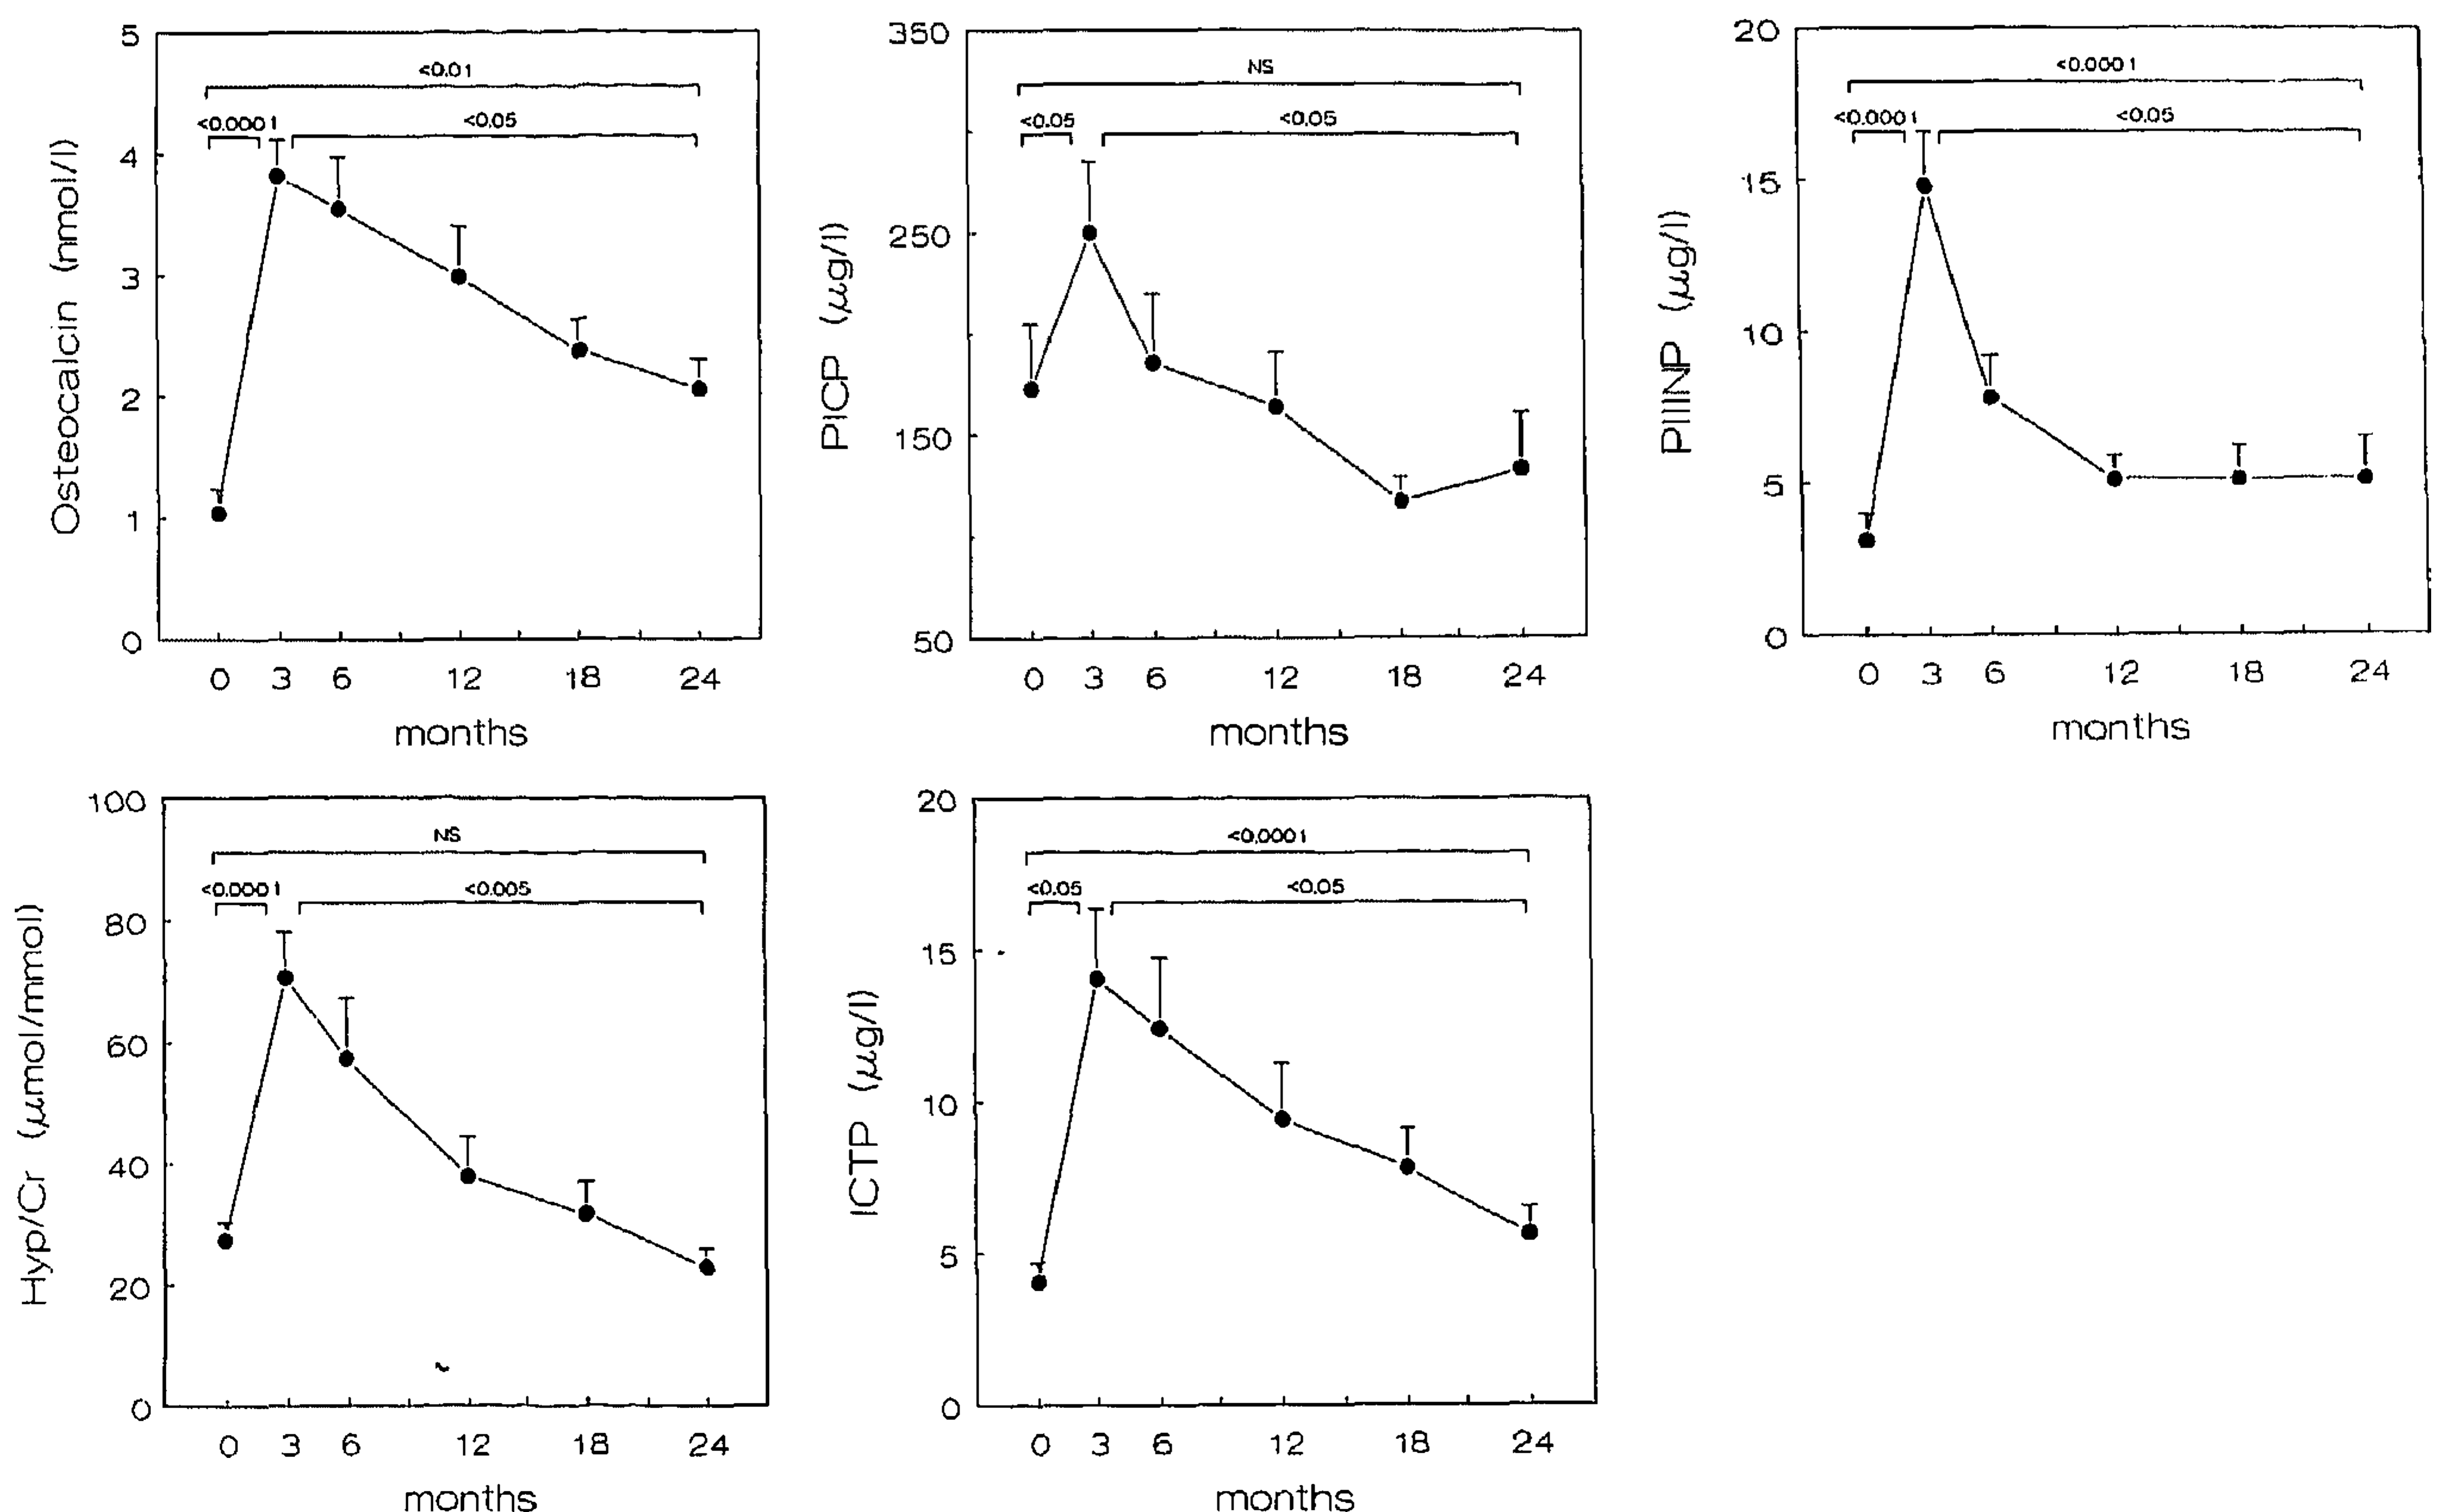 Osteocalcin (nmol/l)
5
4
3
2
1
0
<0.01
<0.0001
<0.05
0 3 6 12 18 24
months
PICP (μg/l)
350
250
150
50
NS
<0.05
<0.05
0 3 6 12 18 24
months
PIIINP (μg/l)
20
15
10
5
0
<0.0001
<0.0001
<0.05
0 3 6 12 18 24
months
Hyp/Cr (μmol/mmol)
100
80
60
40
20
0
NS
<0.0001
<0.005
0 3 6 12 18 24
months
ICTP (μg/l)
20
15
10
5
0
<0.0001
<0.05
<0.05
0 3 6 12 18 24
months